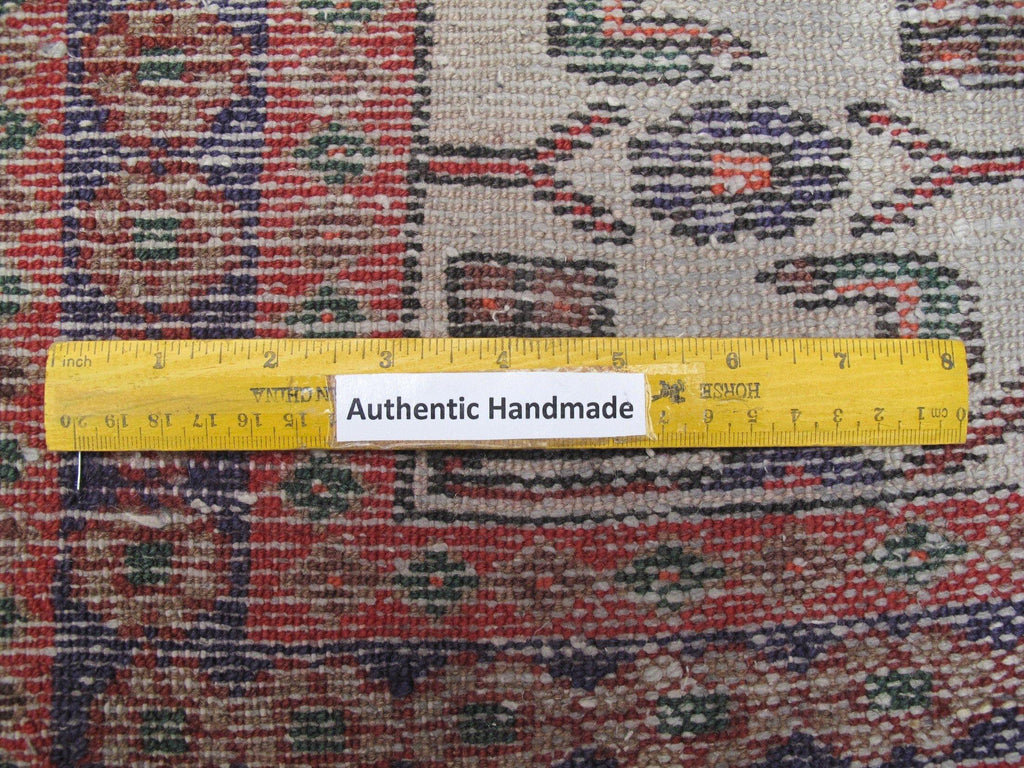 inch 1 2 3 4 5 6 7 8
IN CHINA HORSE
Authentic Handmade
20 19 18 17 16 15 7 6 5 4 3 2 1 cm 0